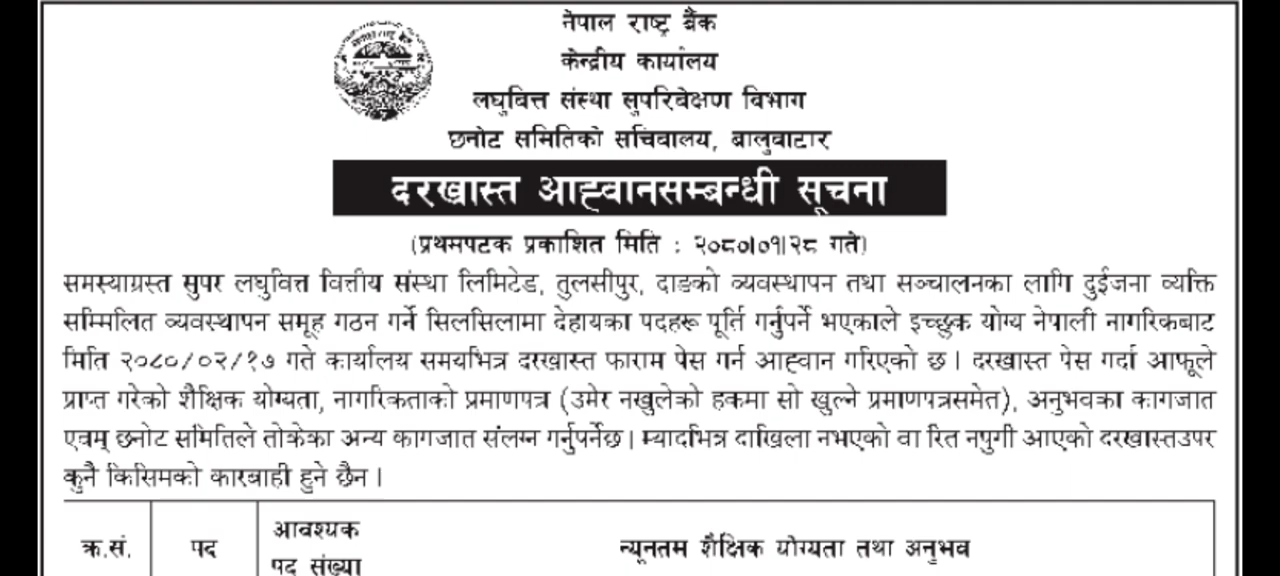 नेपाल राष्ट्र बैंक
केन्द्रीय कार्यालय
लघुवित्त संस्था सुपरिवेक्षण विभाग
छनोट समितिको सचिवालय, बालुवाटार
दरखास्त आह्वानसम्बन्धी सूचना
(प्रथमपटक प्रकाशित मिति : २०८०।०१।२८ गते)
समस्याग्रस्त सुपर लघुवित्त वित्तीय संस्था लिमिटेड, तुलसीपुर, दाङको व्यवस्थापन तथा सञ्चालनका लागि दुईजना व्यक्ति
सम्मिलित व्यवस्थापन समूह गठन गर्ने सिलसिलामा देहायका पदहरू पूर्ति गर्नुपर्ने भएकाले इच्छुक योग्य नेपाली नागरिकबाट
मिति २०८०/०२/१७ गते कार्यालय समयभित्र दरखास्त फाराम पेस गर्न आह्वान गरिएको छ। दरखास्त पेस गर्दा आफूले
प्राप्त गरेको शैक्षिक योग्यता, नागरिकताको प्रमाणपत्र (उमेर नखुलेको हकमा सो खुल्ने प्रमाणपत्रसमेत), अनुभवका कागजात
एवम् छनोट समितिले तोकेका अन्य कागजात संलग्न गर्नुपर्नेछ। म्यादभित्र दाखिला नभएको वा रित नपुगी आएको दरखास्तउपर
कुनै किसिमको कारबाही हुने छैन।
क्र.सं. पद आवश्यक पद संख्या न्यूनतम शैक्षिक योग्यता तथा अनुभव